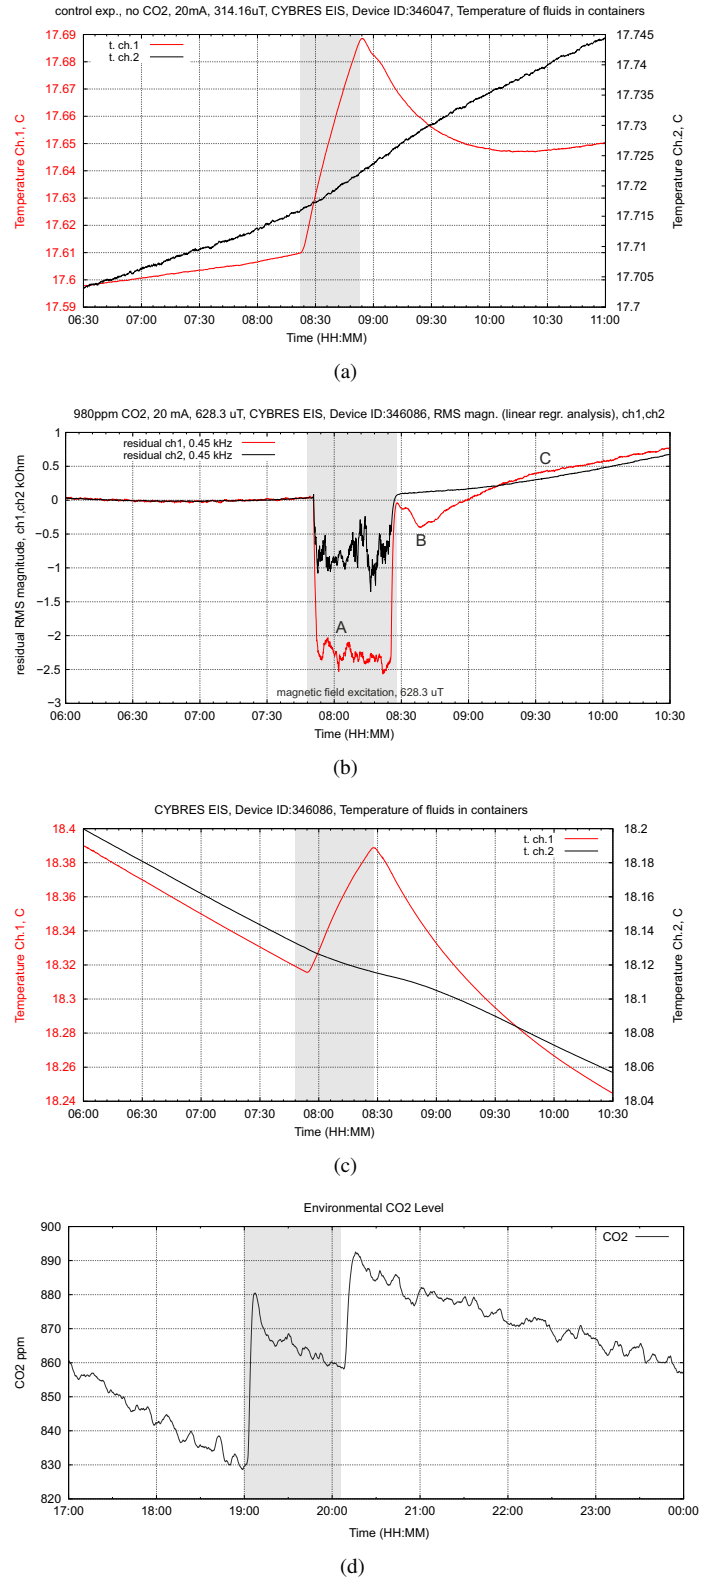 control exp., no CO2, 20mA, 314.16uT, CYBRES EIS, Device ID:346047, Temperature of fluids in containers
t. ch.1
t. ch.2
Temperature Ch.1, C
17.69
17.68
17.67
17.66
17.65
17.64
17.63
17.62
17.61
17.6
17.59
Temperature Ch.2, C
17.745
17.74
17.735
17.73
17.725
17.72
17.715
17.71
17.705
17.7
06:30 07:00 07:30 08:00 08:30 09:00 09:30 10:00 10:30 11:00
Time (HH:MM)
(a)
980ppm CO2, 20 mA, 628.3 uT, CYBRES EIS, Device ID:346086, RMS magn. (linear regr. analysis), ch1,ch2
residual ch1, 0.45 kHz
residual ch2, 0.45 kHz
residual RMS magnitude, ch1,ch2 kOhm
1
0.5
0
−0.5
−1
−1.5
−2
−2.5
−3
A
B
C
magnetic field excitation, 628.3 uT
06:00 06:30 07:00 07:30 08:00 08:30 09:00 09:30 10:00 10:30
Time (HH:MM)
(b)
CYBRES EIS, Device ID:346086, Temperature of fluids in containers
t. ch.1
t. ch.2
Temperature Ch.1, C
18.4
18.38
18.36
18.34
18.32
18.3
18.28
18.26
18.24
Temperature Ch.2, C
18.2
18.18
18.16
18.14
18.12
18.1
18.08
18.06
18.04
06:00 06:30 07:00 07:30 08:00 08:30 09:00 09:30 10:00 10:30
Time (HH:MM)
(c)
Environmental CO2 Level
CO2
CO2 ppm
900
890
880
870
860
850
840
830
820
17:00 18:00 19:00 20:00 21:00 22:00 23:00 00:00
Time (HH:MM)
(d)